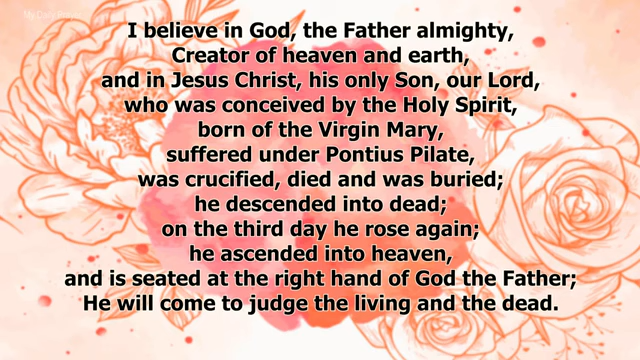 My Daily Prayers
I believe in God, the Father almighty,
Creator of heaven and earth,
and in Jesus Christ, his only Son, our Lord,
who was conceived by the Holy Spirit,
born of the Virgin Mary,
suffered under Pontius Pilate,
was crucified, died and was buried;
he descended into dead;
on the third day he rose again;
he ascended into heaven,
and is seated at the right hand of God the Father;
He will come to judge the living and the dead.